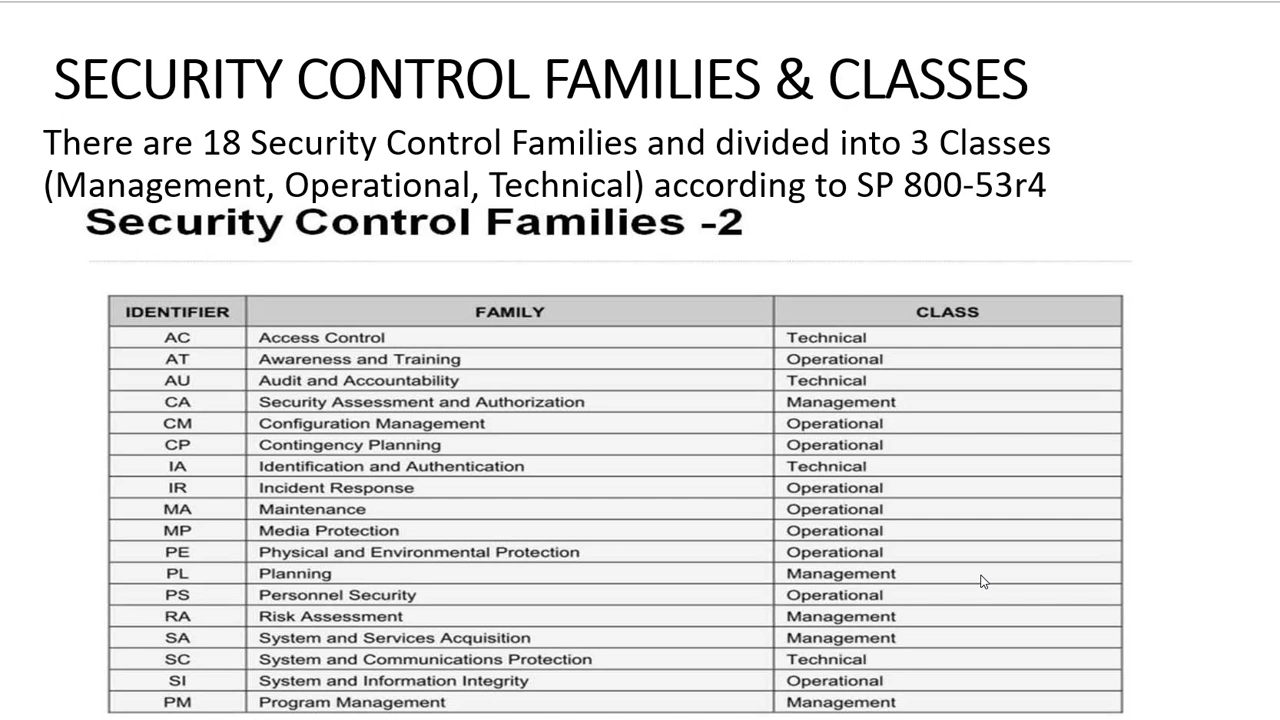 SECURITY CONTROL FAMILIES & CLASSES
There are 18 Security Control Families and divided into 3 Classes
(Management, Operational, Technical) according to SP 800-53r4
Security Control Families -2
IDENTIFIER FAMILY CLASS
AC Access Control Technical
AT Awareness and Training Operational
AU Audit and Accountability Technical
CA Security Assessment and Authorization Management
CM Configuration Management Operational
CP Contingency Planning Operational
IA Identification and Authentication Technical
IR Incident Response Operational
MA Maintenance Operational
MP Media Protection Operational
PE Physical and Environmental Protection Operational
PL Planning Management
PS Personnel Security Operational
RA Risk Assessment Management
SA System and Services Acquisition Management
SC System and Communications Protection Technical
SI System and Information Integrity Operational
PM Program Management Management